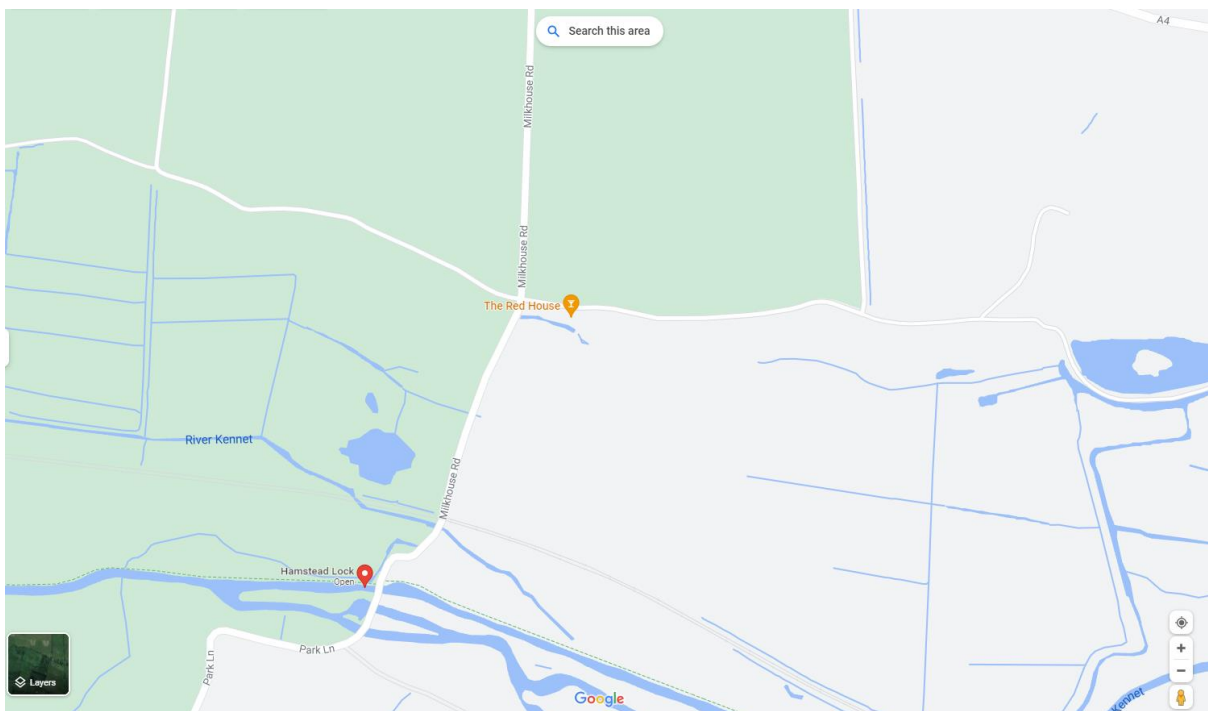 A4
Search this area
Milkhouse Rd
Milkhouse Rd
The Red House
River Kennet
Milkhouse Rd
Hamstead Lock
Open
Park Ln
Park Ln
Layers
Google
Kennet